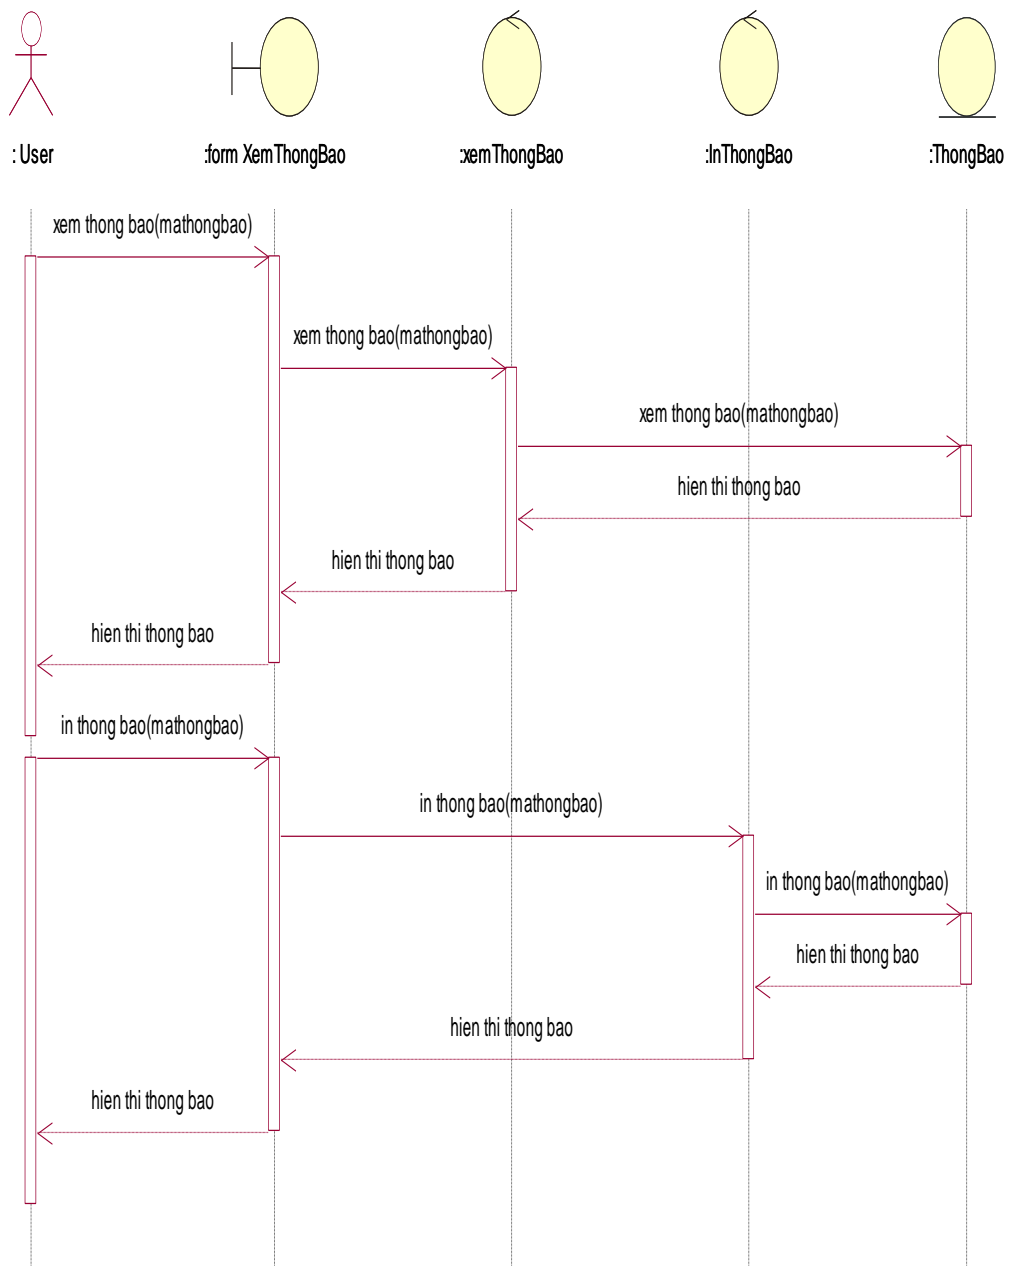 : User
:form XemThongBao
:xemThongBao
:InThongBao
:ThongBao
xem thong bao(mathongbao)
xem thong bao(mathongbao)
xem thong bao(mathongbao)
hien thi thong bao
hien thi thong bao
hien thi thong bao
in thong bao(mathongbao)
in thong bao(mathongbao)
in thong bao(mathongbao)
hien thi thong bao
hien thi thong bao
hien thi thong bao